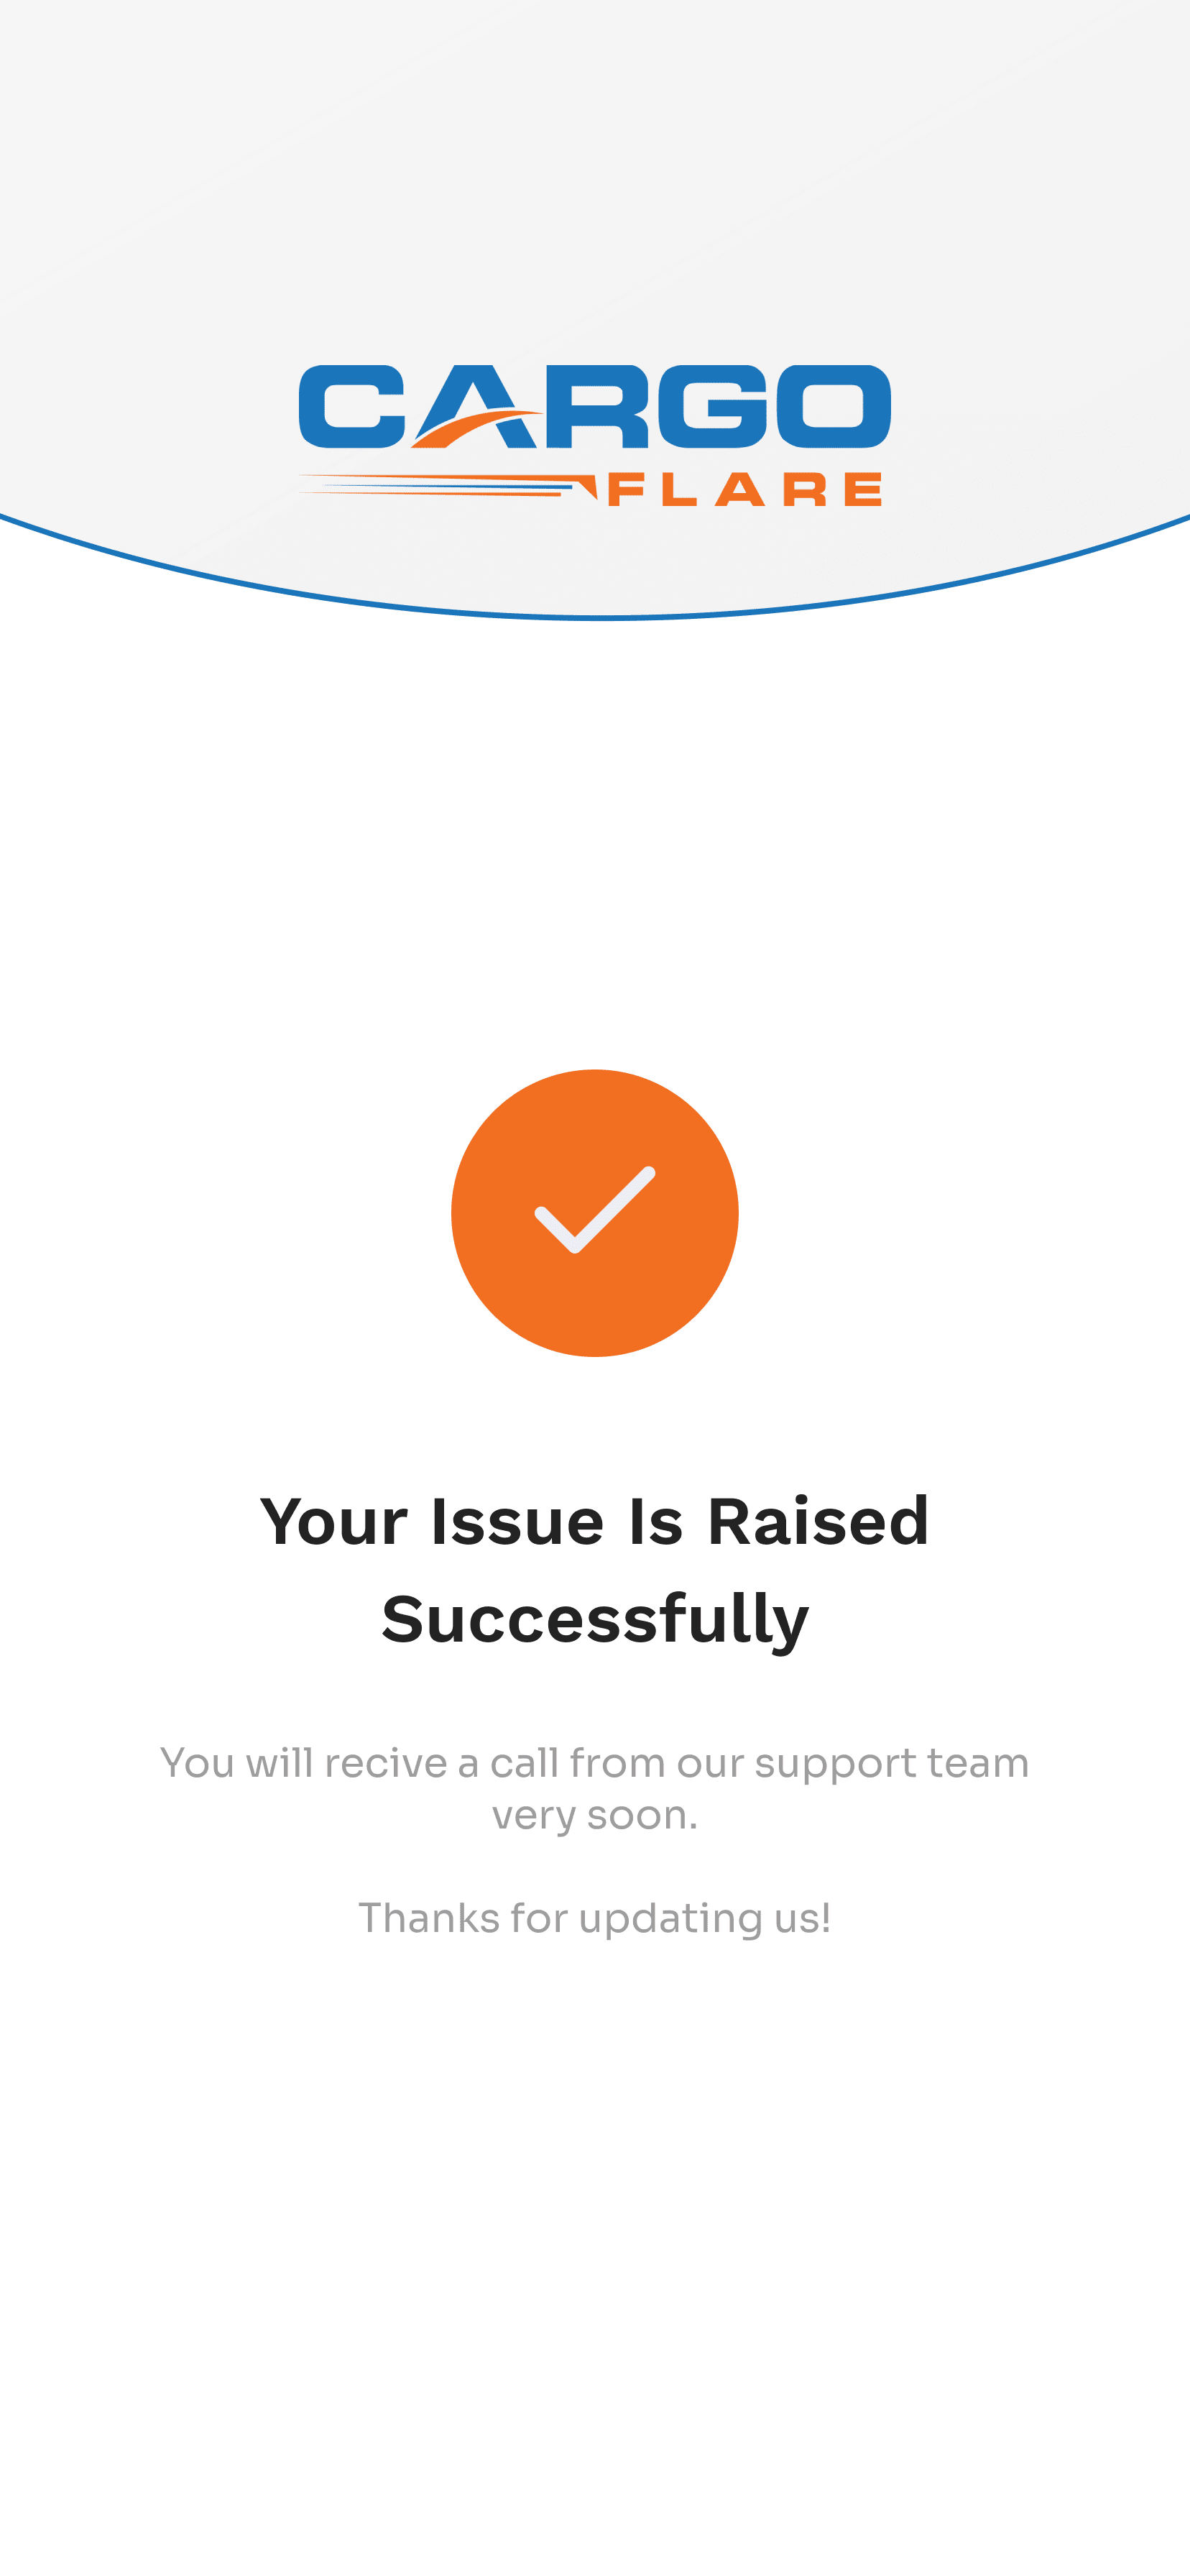 CARGO
FLARE
Your Issue Is Raised
Successfully
You will recive a call from our support team
very soon.
Thanks for updating us!